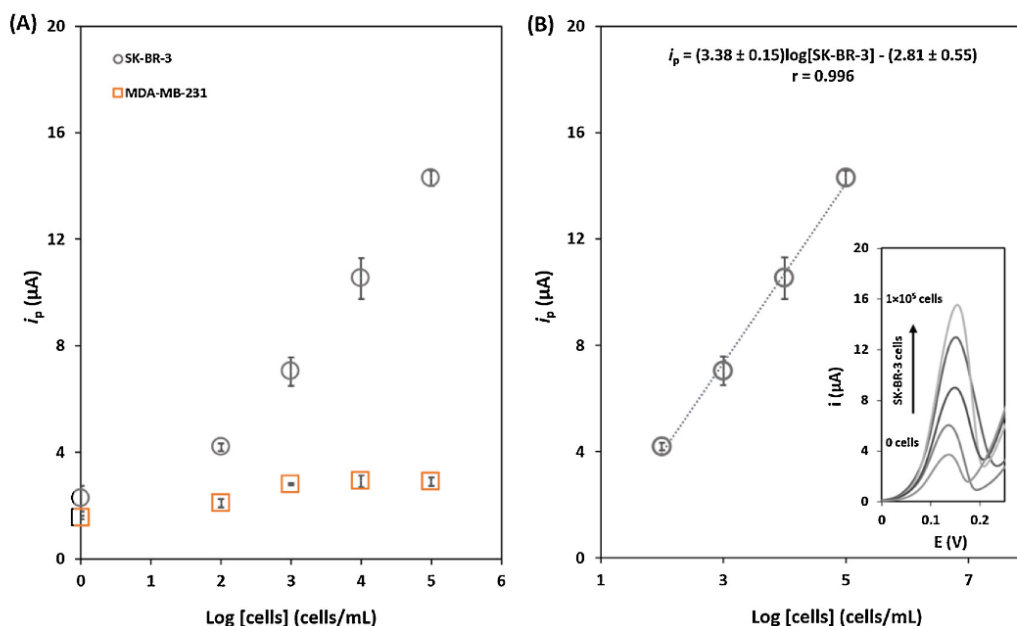 (A)
20
16
12
8
4
0
i_p (µA)
SK-BR-3
MDA-MB-231
0 1 2 3 4 5 6
Log [cells] (cells/mL)
(B)
20
16
12
8
4
0
i_p (µA)
i_p = (3.38 ± 0.15)log[SK-BR-3] - (2.81 ± 0.55)
r = 0.996
1 3 5 7
Log [cells] (cells/mL)
20
16
12
8
4
0
i (µA)
1×10⁵ cells
SK-BR-3 cells
0 cells
0 0.1 0.2
E (V)